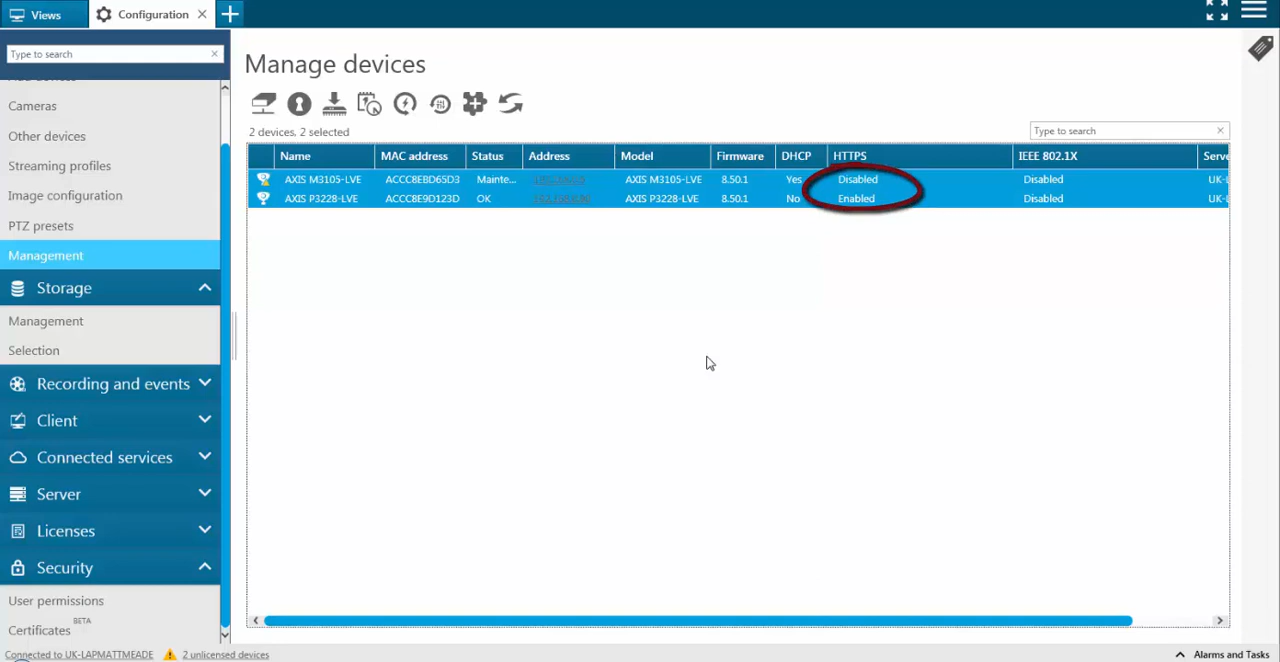 Views
Configuration
Type to search
Cameras
Other devices
Streaming profiles
Image configuration
PTZ presets
Management
Storage
Management
Selection
Recording and events
Client
Connected services
Server
Licenses
Security
User permissions
Certificates BETA
Manage devices
2 devices, 2 selected
Type to search
Name MAC address Status Address Model Firmware DHCP HTTPS IEEE 802.1X Serve
AXIS M3105-LVE ACCC8EBD65D3 Mainte... AXIS M3105-LVE 8.50.1 Yes Disabled Disabled UK-L
AXIS P3228-LVE ACCC8E9D123D OK AXIS P3228-LVE 8.50.1 No Enabled Disabled UK-L
Connected to UK-LAPMATTMEADE 2 unlicensed devices Alarms and Tasks